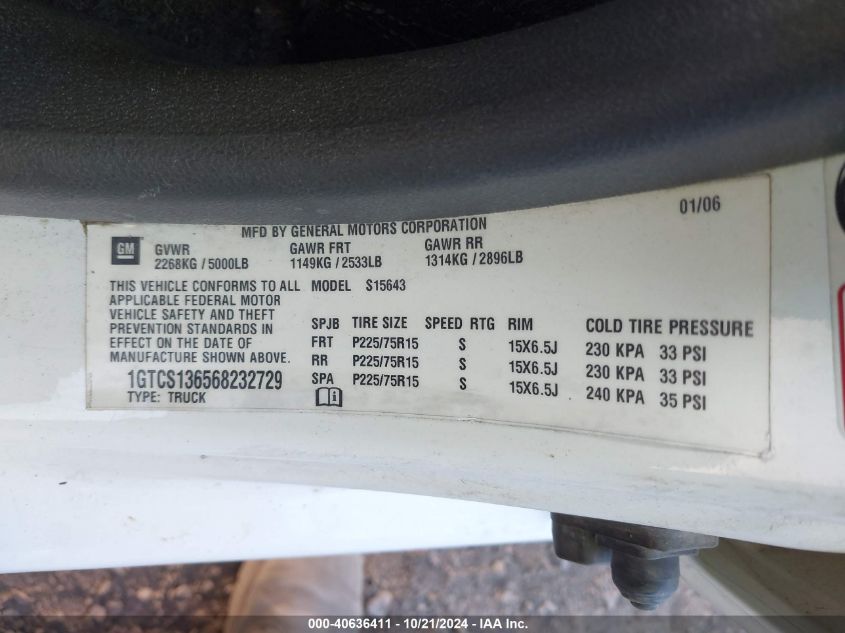 01/06
MFD BY GENERAL MOTORS CORPORATION
GM
GVWR GAWR FRT GAWR RR
2268KG / 5000LB 1149KG / 2533LB 1314KG / 2896LB
THIS VEHICLE CONFORMS TO ALL
APPLICABLE FEDERAL MOTOR
VEHICLE SAFETY AND THEFT
PREVENTION STANDARDS IN
EFFECT ON THE DATE OF
MANUFACTURE SHOWN ABOVE.
1GTCS136568232729
TYPE: TRUCK
MODEL S15643
SPJB TIRE SIZE SPEED RTG RIM COLD TIRE PRESSURE
FRT P225/75R15 S 15X6.5J 230 KPA 33 PSI
RR P225/75R15 S 15X6.5J 230 KPA 33 PSI
SPA P225/75R15 S 15X6.5J 240 KPA 35 PSI
000-40636411 - 10/21/2024 - IAA Inc.